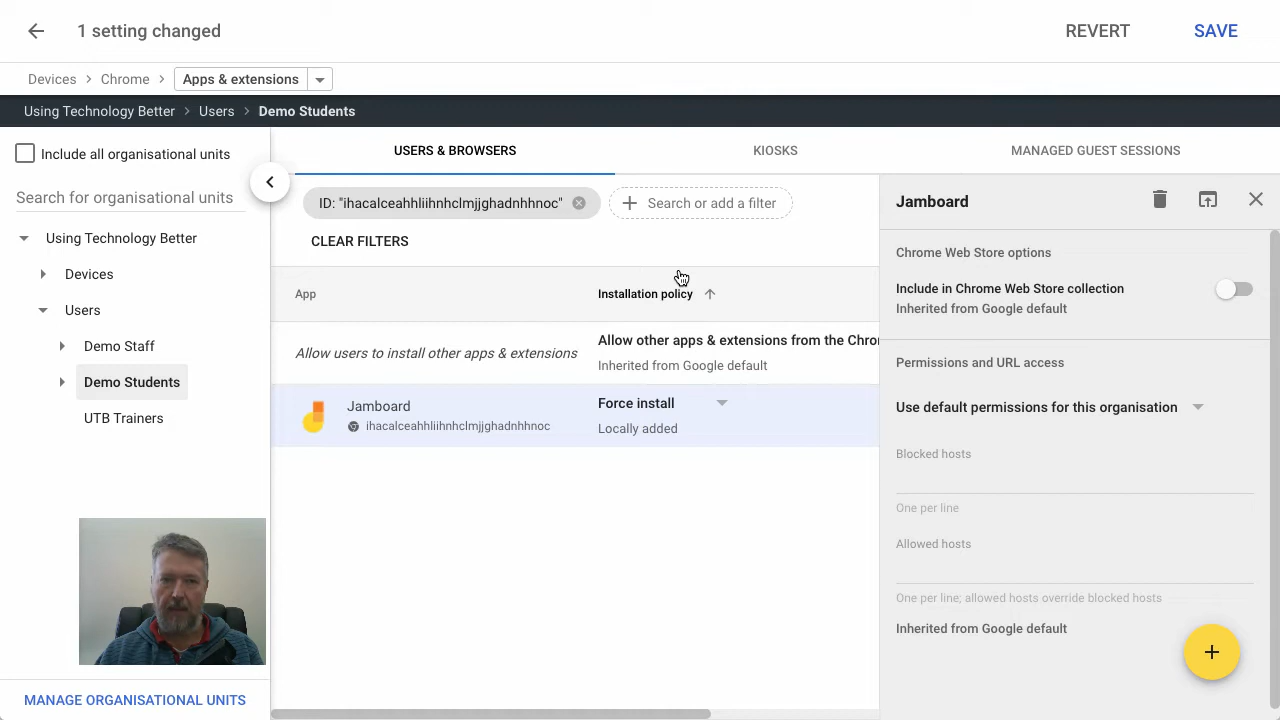 1 setting changed
REVERT
SAVE
Devices
Chrome
Apps & extensions
Using Technology Better
Users
Demo Students
Include all organisational units
Search for organisational units
Using Technology Better
Devices
Users
Demo Staff
Demo Students
UTB Trainers
MANAGE ORGANISATIONAL UNITS
USERS & BROWSERS
KIOSKS
MANAGED GUEST SESSIONS
ID: "ihacalceahhliihnhclmjjghadnhhnoc"
Search or add a filter
CLEAR FILTERS
App
Installation policy
Allow users to install other apps & extensions
Allow other apps & extensions from the Chro
Inherited from Google default
Jamboard
ihacalceahhliihnhclmjjghadnhhnoc
Force install
Locally added
Jamboard
Chrome Web Store options
Include in Chrome Web Store collection
Inherited from Google default
Permissions and URL access
Use default permissions for this organisation
Blocked hosts
One per line
Allowed hosts
One per line; allowed hosts override blocked hosts
Inherited from Google default